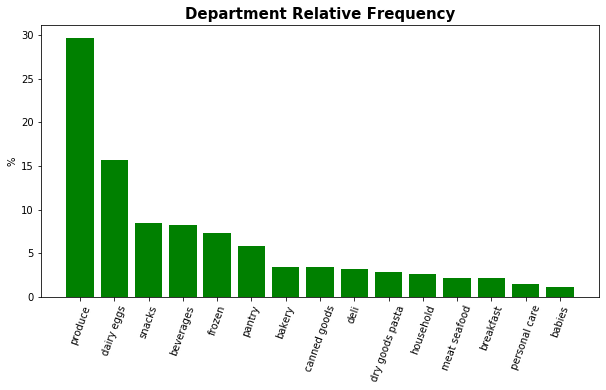 Department Relative Frequency
30
25
20
15
10
5
0
%
produce
dairy eggs
snacks
beverages
frozen
pantry
bakery
canned goods
deli
dry goods pasta
household
meat seafood
breakfast
personal care
babies